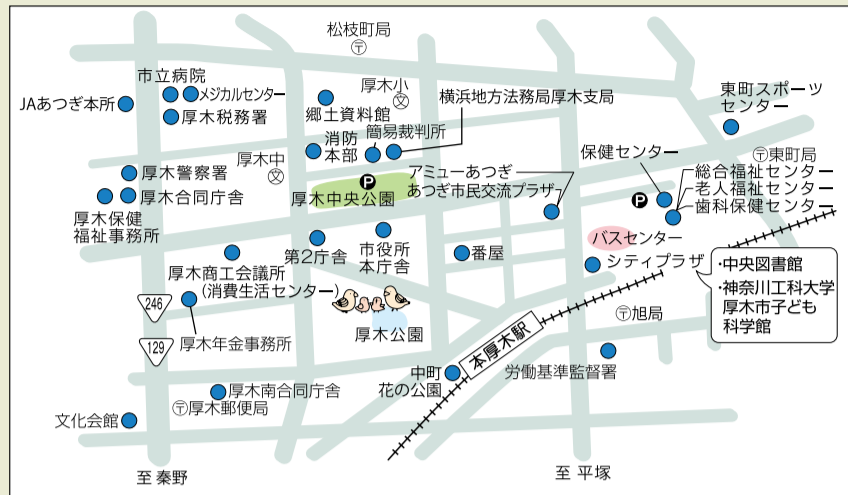 松枝町局
〒
市立病院
メジカルセンター
JAあつぎ本所
厚木税務署
郷土資料館
厚木小
文
横浜地方法務局厚木支局
東町スポーツ
センター
消防
本部
簡易裁判所
厚木中
文
厚木警察署
厚木合同庁舎
厚木保健
福祉事務所
P
厚木中央公園
アミューあつぎ
あつぎ市民交流プラザ
保健センター
〒東町局
P
総合福祉センター
老人福祉センター
歯科保健センター
第2庁舎
市役所
本庁舎
番屋
バスセンター
シティプラザ
・中央図書館
・神奈川工科大学
厚木市子ども
科学館
厚木商工会議所
(消費生活センター)
246
129
厚木年金事務所
厚木公園
〒旭局
本厚木駅
労働基準監督署
中町
花の公園
厚木南合同庁舎
〒厚木郵便局
文化会館
至 秦野
至 平塚